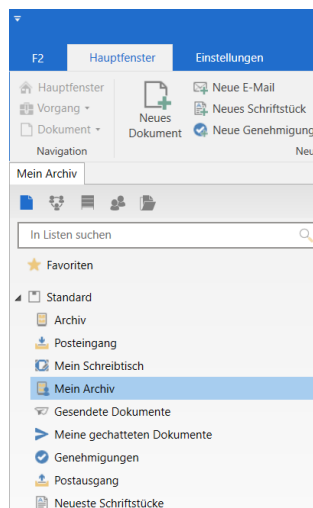 F2 Hauptfenster Einstellungen
Hauptfenster
Vorgang
Dokument
Navigation
Neues
Dokument
Neue E-Mail
Neues Schriftstück
Neue Genehmigung
Neu
Mein Archiv
In Listen suchen
Favoriten
Standard
Archiv
Posteingang
Mein Schreibtisch
Mein Archiv
Gesendete Dokumente
Meine gechatteten Dokumente
Genehmigungen
Postausgang
Neueste Schriftstücke